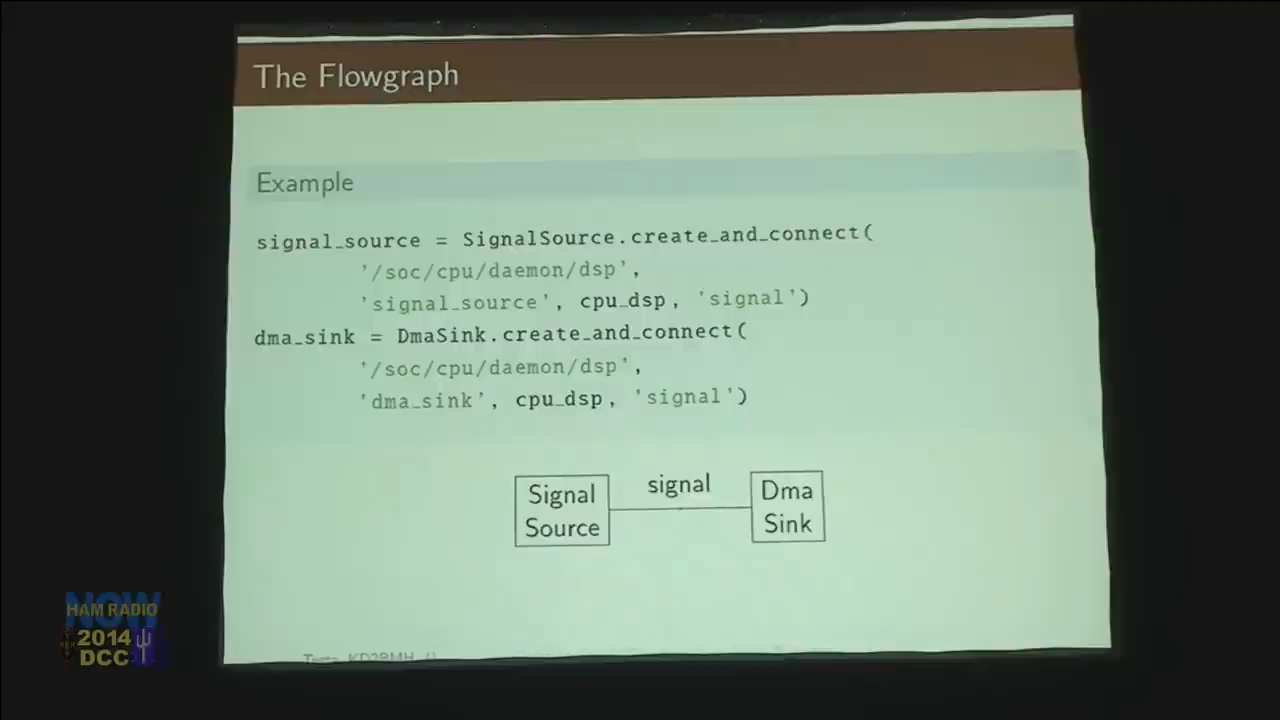 The Flowgraph
Example
signal_source = SignalSource.create_and_connect(
'/soc/cpu/daemon/dsp',
'signal_source', cpu_dsp, 'signal')
dma_sink = DmaSink.create_and_connect(
'/soc/cpu/daemon/dsp',
'dma_sink', cpu_dsp, 'signal')
Signal
Source
signal
Dma
Sink
NOW
HAM RADIO
2014
DCC